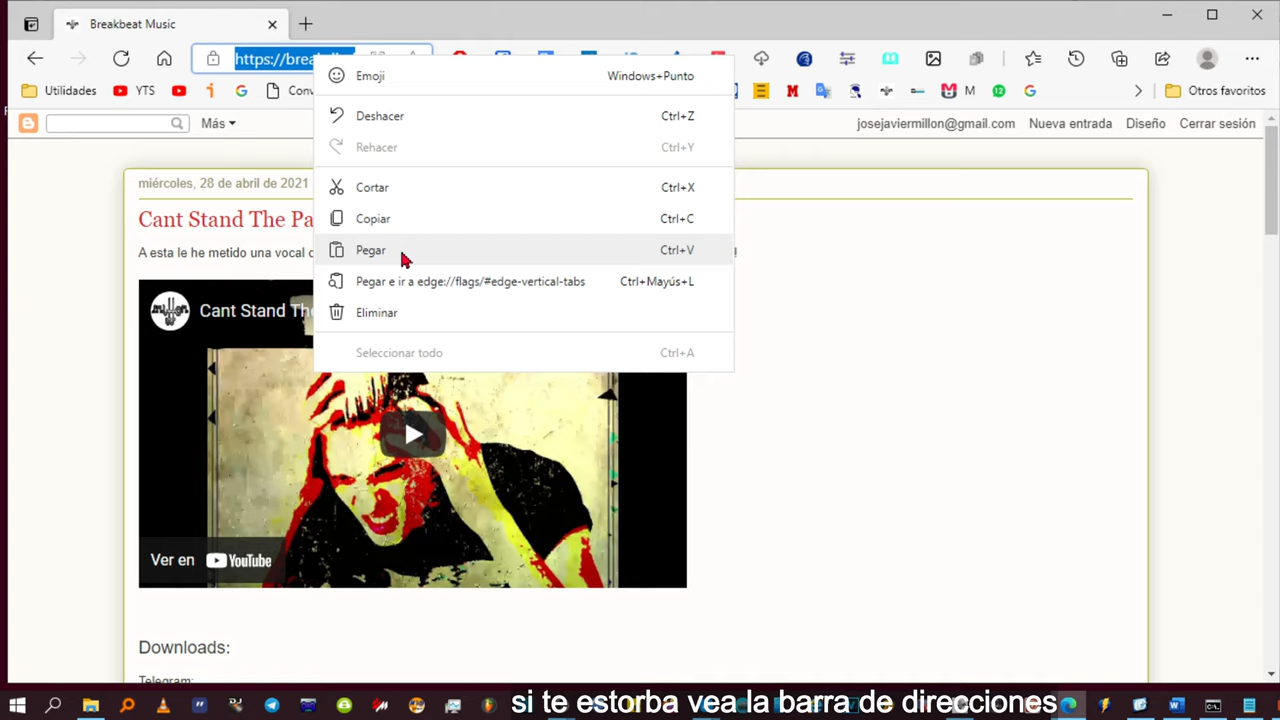 Breakbeat Music
https://brea
Utilidades
YTS
M
Otros favoritos
Más
josejaviermillon@gmail.com
Nueva entrada
Diseño
Cerrar sesión
Emoji Windows+Punto
Deshacer Ctrl+Z
Rehacer Ctrl+Y
Cortar Ctrl+X
Copiar Ctrl+C
Pegar Ctrl+V
Pegar e ir a edge://flags/#edge-vertical-tabs Ctrl+Mayús+L
Eliminar
Seleccionar todo Ctrl+A
miércoles, 28 de abril de 2021
Cant Stand The Pa
A esta le he metido una vocal
Cant Stand The
Ver en YouTube
Downloads:
Telegram:
si te estorba vea la barra de direcciones